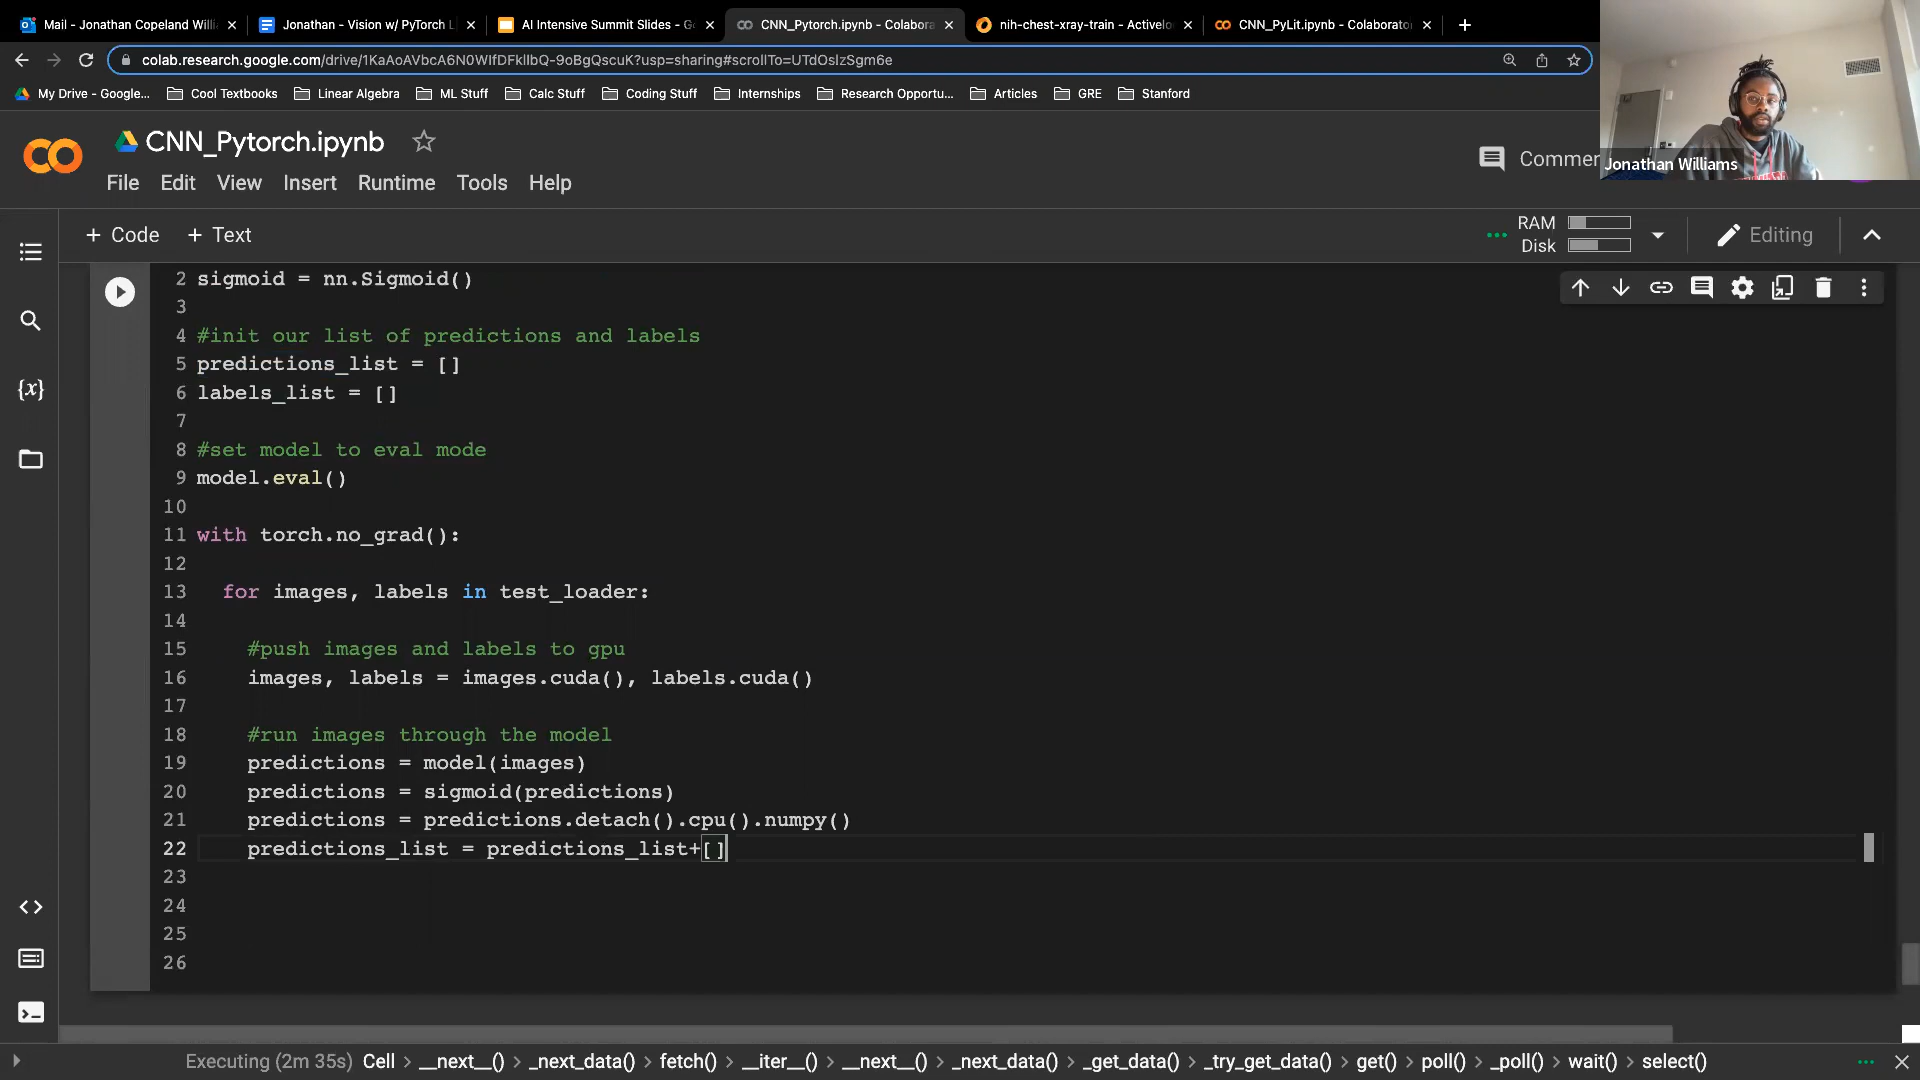 Mail - Jonathan Copeland Willi
Jonathan - Vision w/ PyTorch L
AI Intensive Summit Slides - G
CNN_Pytorch.ipynb - Colabora
nih-chest-xray-train - Activelo
CNN_PyLit.ipynb - Colaborato
colab.research.google.com/drive/1KaAoAVbcA6N0WIfDFklIbQ-9oBgQscuK?usp=sharing#scrollTo=UTdOsIzSgm6e
My Drive - Google...
Cool Textbooks
Linear Algebra
ML Stuff
Calc Stuff
Coding Stuff
Internships
Research Opportu...
Articles
GRE
Stanford
CNN_Pytorch.ipynb
Commer
Jonathan Williams
File Edit View Insert Runtime Tools Help
+ Code + Text
RAM
Disk
Editing
2 sigmoid = nn.Sigmoid()
3
4 #init our list of predictions and labels
5 predictions_list = []
6 labels_list = []
7
8 #set model to eval mode
9 model.eval()
10
11 with torch.no_grad():
12
13 for images, labels in test_loader:
14
15 #push images and labels to gpu
16 images, labels = images.cuda(), labels.cuda()
17
18 #run images through the model
19 predictions = model(images)
20 predictions = sigmoid(predictions)
21 predictions = predictions.detach().cpu().numpy()
22 predictions_list = predictions_list+[]
23
24
25
26
Executing (2m 35s) Cell > __next__() > _next_data() > fetch() > __iter__() > __next__() > _next_data() > _get_data() > _try_get_data() > get() > poll() > _poll() > wait() > select()